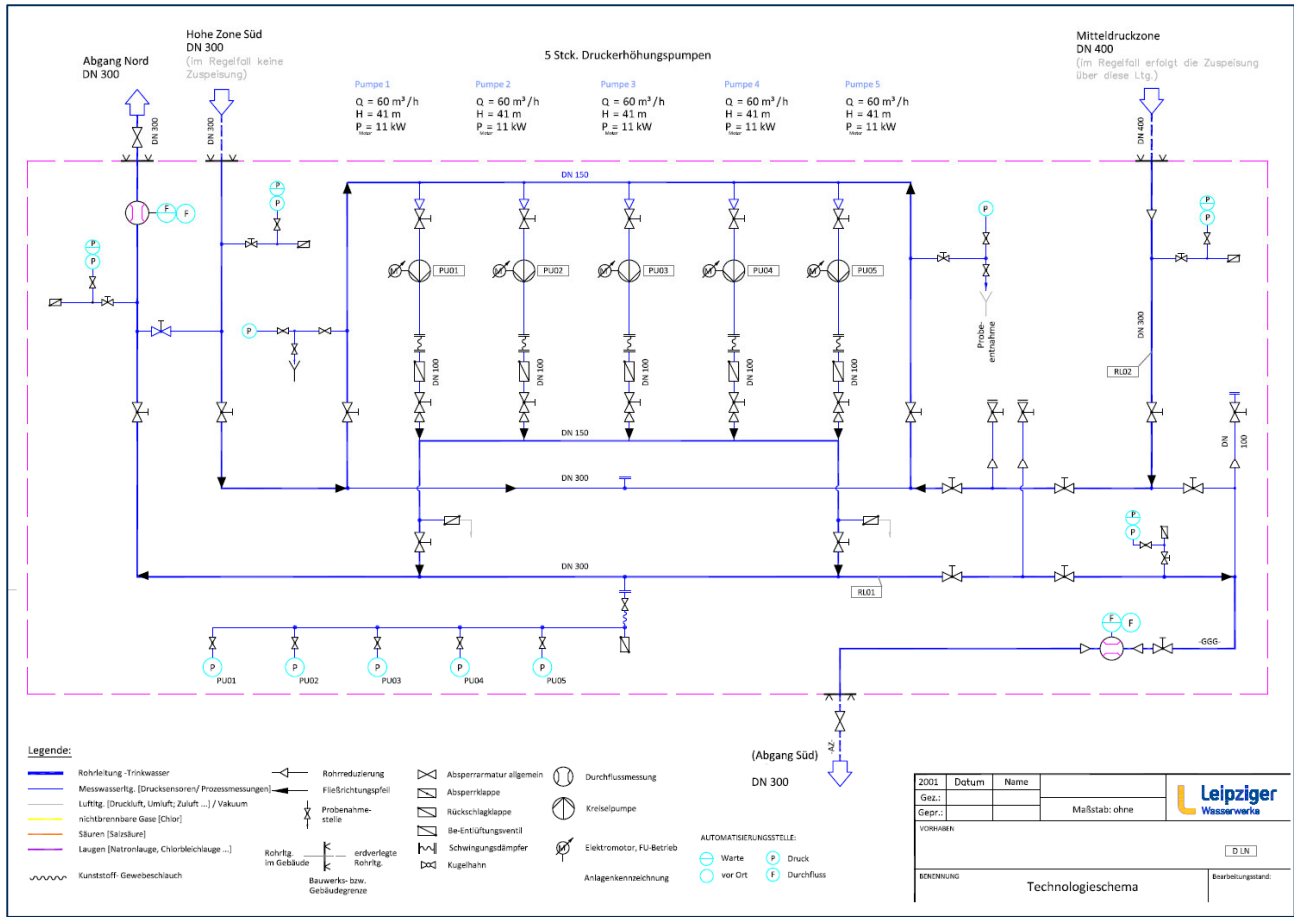 Abgang Nord
DN 300
Hohe Zone Süd
DN 300
(im Regelfall keine
Zuspeisung)
5 Stck. Druckerhöhungspumpen
Mitteldruckzone
DN 400
(im Regelfall erfolgt die Zuspeisung
über diese Ltg.)
Pumpe 1
Q = 60 m³/h
H = 41 m
P = 11 kW
Motor
Pumpe 2
Q = 60 m³/h
H = 41 m
P = 11 kW
Motor
Pumpe 3
Q = 60 m³/h
H = 41 m
P = 11 kW
Motor
Pumpe 4
Q = 60 m³/h
H = 41 m
P = 11 kW
Motor
Pumpe 5
Q = 60 m³/h
H = 41 m
P = 11 kW
Motor
DN 300
DN 300
DN 400
DN 150
F
F
P
P
P
P
P
P
P
P
M
PU01
M
PU02
M
PU03
M
PU04
M
PU05
Probe-
entnahme
DN 300
RL02
DN 100
DN 100
DN 100
DN 100
DN 100
DN 150
DN
100
DN 300
P
P
DN 300
RL01
F
F
-GGG-
P
P
P
P
P
PU01
PU02
PU03
PU04
PU05
-AZ-
(Abgang Süd)
DN 300
Legende:
Rohrleitung -Trinkwasser
Messwasserltg. [Drucksensoren/ Prozessmessungen]
Luftltg. [Druckluft, Umluft; Zuluft ...] / Vakuum
nichtbrennbare Gase [Chlor]
Säuren [Salzsäure]
Laugen [Natronlauge, Chlorbleichlauge ...]
Kunststoff- Gewebeschlauch
Rohrreduzierung
Fließrichtungspfeil
Probenahme-
stelle
Rohrltg.
im Gebäude
erdverlegte
Rohrltg.
Bauwerks- bzw.
Gebäudegrenze
Absperrarmatur allgemein
Absperrklappe
Rückschlagklappe
Be-Entlüftungsventil
Schwingungsdämpfer
Kugelhahn
Durchflussmessung
Kreiselpumpe
M
Elektromotor, FU-Betrieb
Anlagenkennzeichnung
AUTOMATISIERUNGSSTELLE:
Warte
P
Druck
vor Ort
F
Durchfluss
2001
Datum
Name
Gez.:
Gepr.:
Maßstab: ohne
Leipziger
Wasserwerke
VORHABEN
D LN
BENENNUNG
Technologieschema
Bearbeitungsstand: